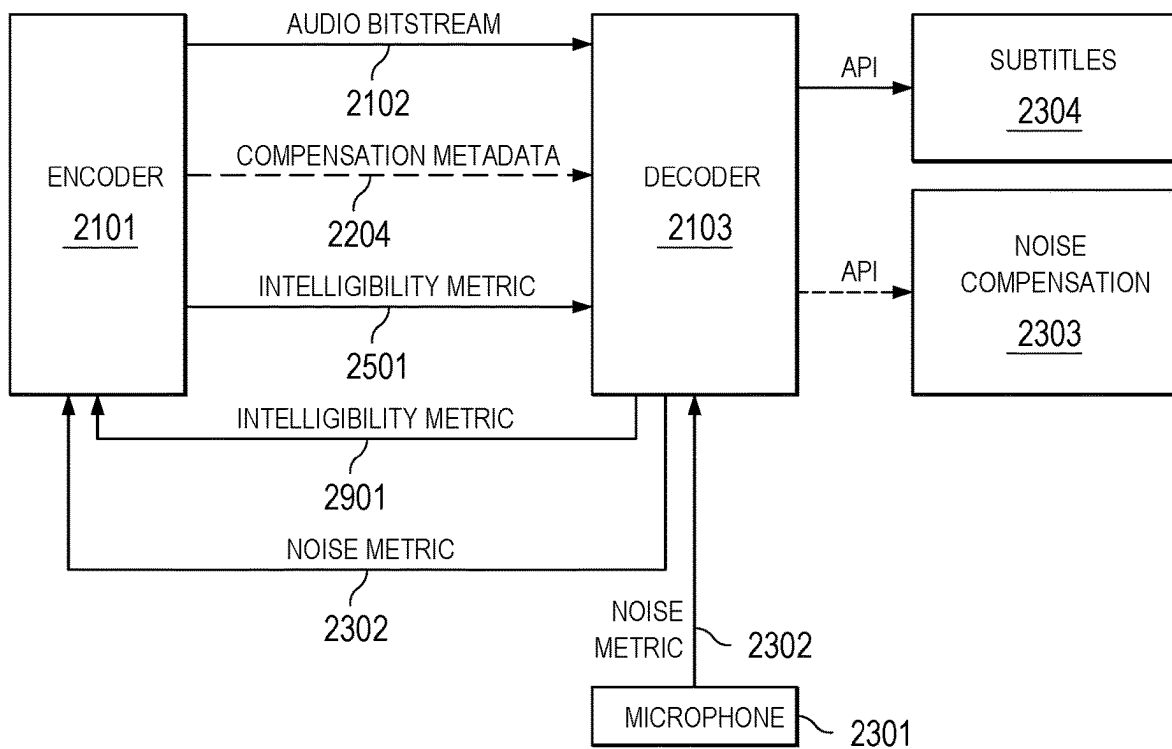 AUDIO BITSTREAM
2102
COMPENSATION METADATA
2204
ENCODER
2101
INTELLIGIBILITY METRIC
2501
DECODER
2103
API
SUBTITLES
2304
API
NOISE
COMPENSATION
2303
INTELLIGIBILITY METRIC
2901
NOISE METRIC
2302
NOISE
METRIC
2302
MICROPHONE
2301